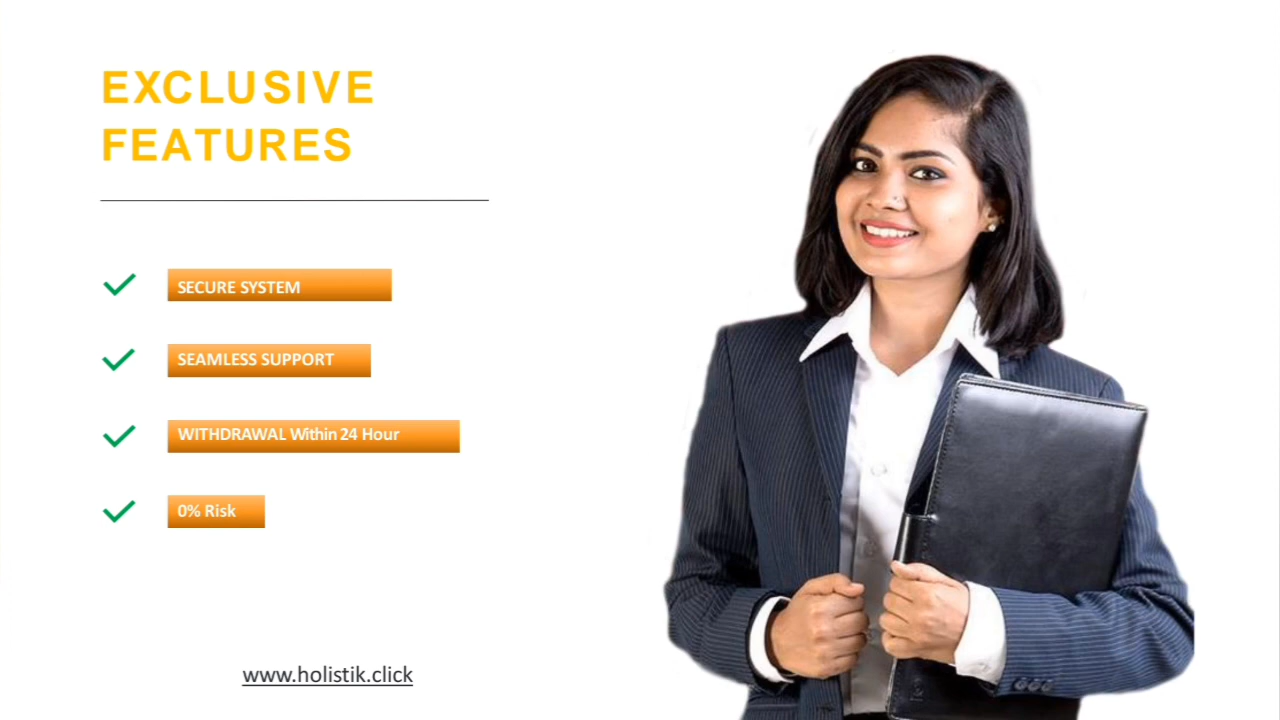 EXCLUSIVE
FEATURES
SECURE SYSTEM
SEAMLESS SUPPORT
WITHDRAWAL Within 24 Hour
0% Risk
www.holistik.click